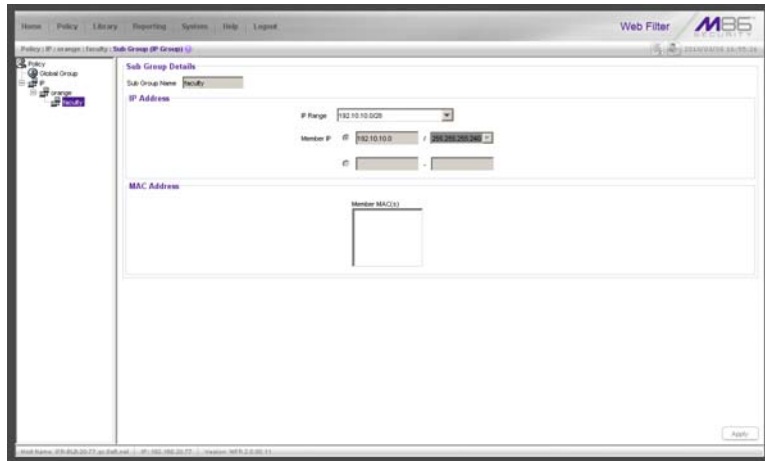 Home Policy Library Reporting System Help Logout
Web Filter
M86
SECURITY
Policy : IP : orange : faculty : Sub Group (IP Group)
Policy
Global Group
IP
orange
faculty
Sub Group Details
Sub Group Name faculty
IP Address
IP Range 192.10.10.0/28
Member IP 192.10.10.0 / 255.255.255.240
-
MAC Address
Member MAC(s)
Apply